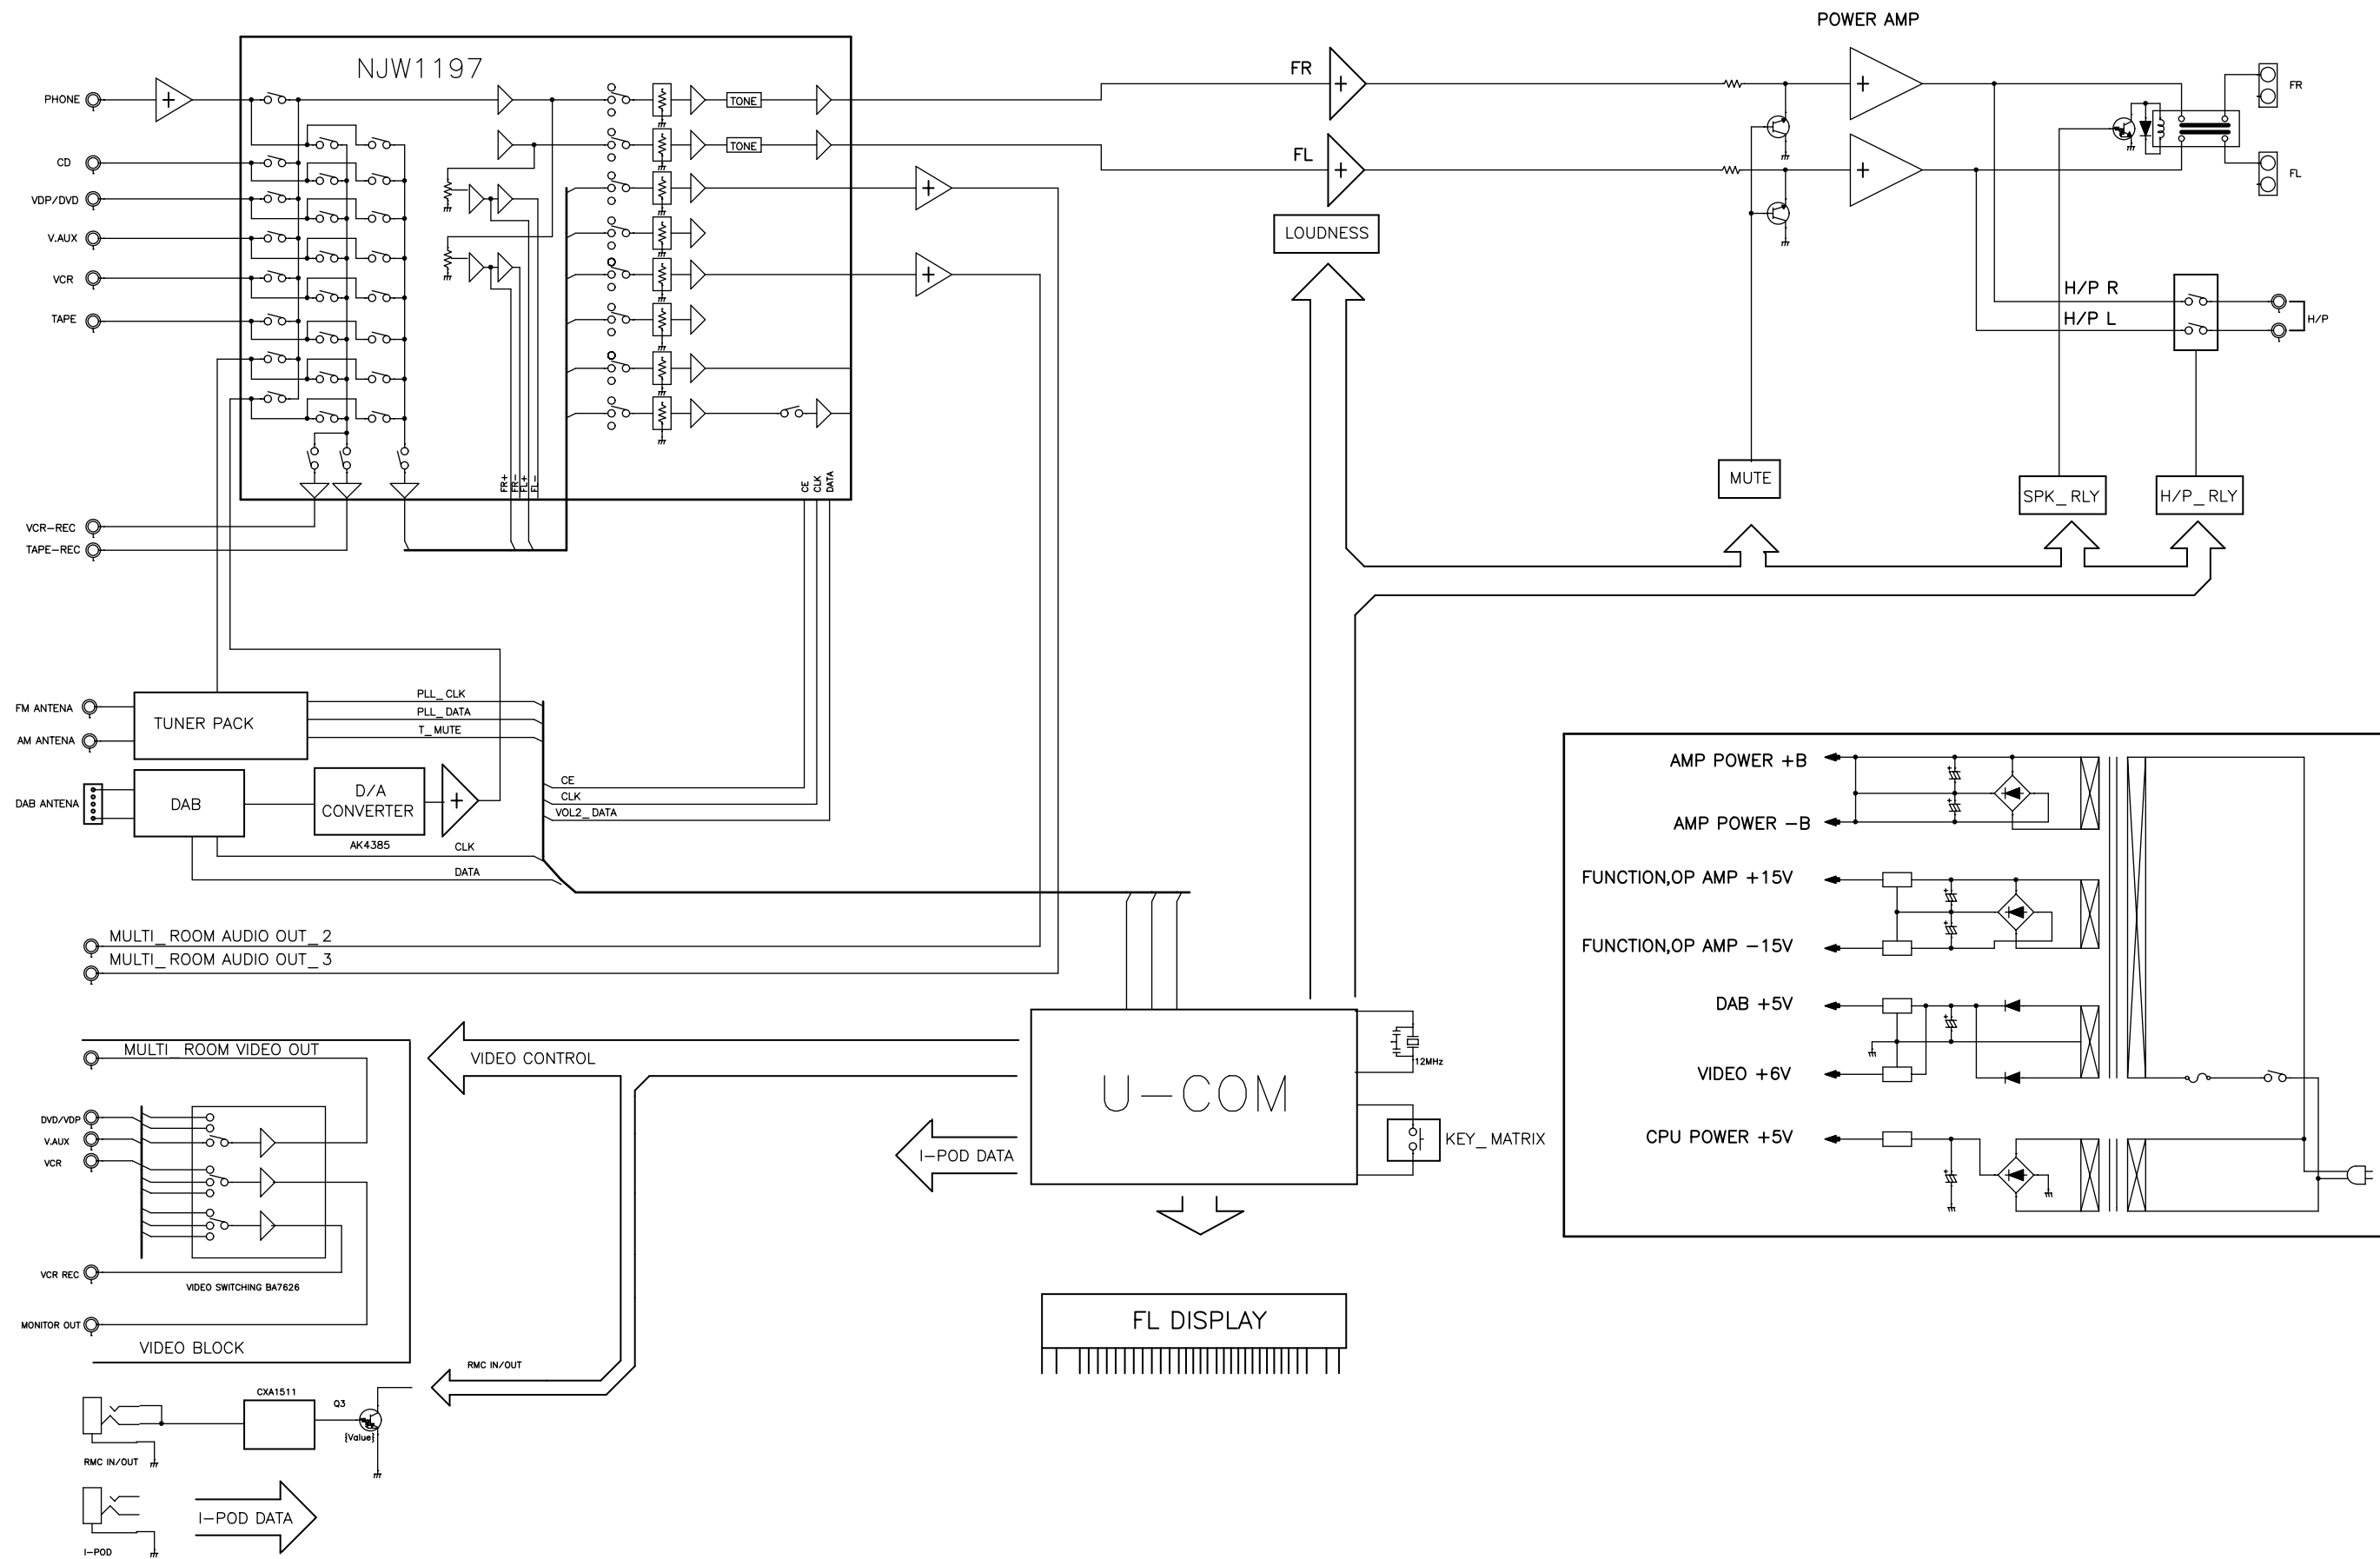 POWER AMP
NJW1197
PHONE
CD
VDP/DVD
V.AUX
VCR
TAPE
TONE
TONE
FR+
FR-
FL+
FL-
CE
CLK
DATA
VCR-REC
TAPE-REC
FR
FL
LOUDNESS
FR
FL
H/P R
H/P L
H/P
MUTE
SPK_RLY
H/P_RLY
FM ANTENA
AM ANTENA
TUNER PACK
PLL_CLK
PLL_DATA
T_MUTE
DAB ANTENA
DAB
D/A
CONVERTER
AK4385
CE
CLK
VOL2_DATA
CLK
DATA
MULTI_ROOM AUDIO OUT_2
MULTI_ROOM AUDIO OUT_3
MULTI_ROOM VIDEO OUT
DVD/VDP
V.AUX
VCR
VCR REC
VIDEO SWITCHING BA7626
MONITOR OUT
VIDEO BLOCK
VIDEO CONTROL
I-POD DATA
U-COM
12MHz
KEY_MATRIX
FL DISPLAY
RMC IN/OUT
CXA1511
Q3
{Value}
RMC IN/OUT
I-POD DATA
I-POD
AMP POWER +B
AMP POWER -B
FUNCTION,OP AMP +15V
FUNCTION,OP AMP -15V
DAB +5V
VIDEO +6V
CPU POWER +5V